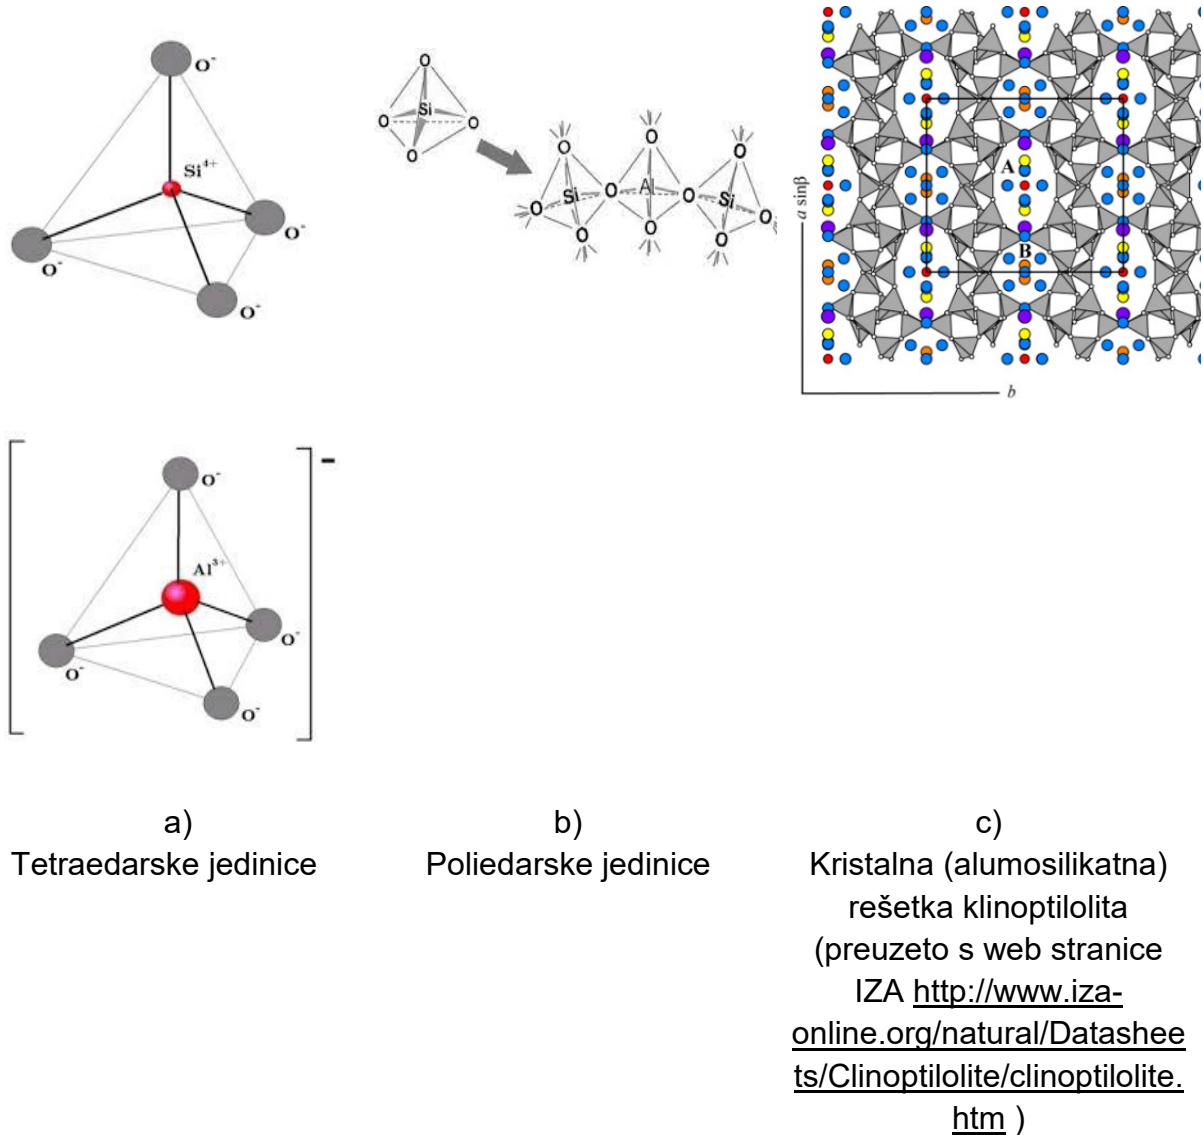 O⁻
Si⁴⁺
O⁻
O⁻
O⁻
O
Si
O
O
O
O
O
O
Si
O
Al
O
Si
O
O
O
O
O
A
B
a sinβ
b
O⁻
Al³⁺
O⁻
O⁻
O⁻
-
a)
Tetraedarske jedinice
b)
Poliedarske jedinice
c)
Kristalna (alumosilikatna)
rešetka klinoptilolita
(preuzeto s web stranice
IZA http://www.iza-
online.org/natural/Datashee
ts/Clinoptilolite/clinoptilolite.
htm )